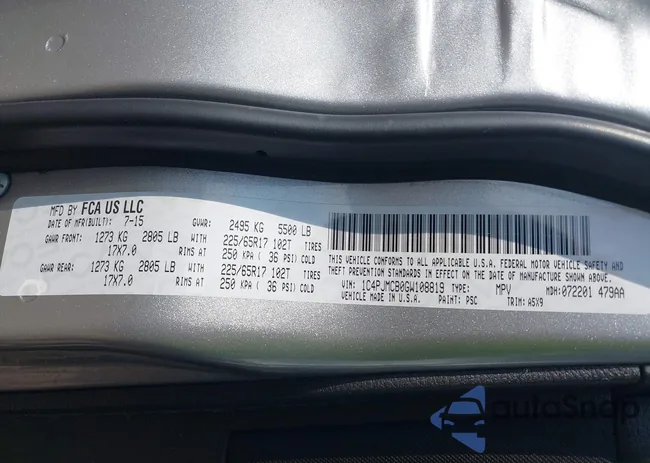 MFD BY FCA US LLC
DATE OF MFR(BUILT): 7-15 GVWR: 2495 KG 5500 LB
GAWR FRONT: 1273 KG 2805 LB WITH 225/65R17 102T TIRES
17X7.0 RIMS AT 250 KPA ( 36 PSI) COLD
GAWR REAR: 1273 KG 2805 LB WITH 225/65R17 102T TIRES
17X7.0 RIMS AT 250 KPA ( 36 PSI) COLD
THIS VEHICLE CONFORMS TO ALL APPLICABLE U.S.A. FEDERAL MOTOR VEHICLE SAFETY AND
THEFT PREVENTION STANDARDS IN EFFECT ON THE DATE OF MANUFACTURE SHOWN ABOVE.
VIN: 1C4PJMCB0GW108819 TYPE: MPV MDH: 072201 479AA
VEHICLE MADE IN U.S.A. PAINT: PSC TRIM: A5X9
autoSnap